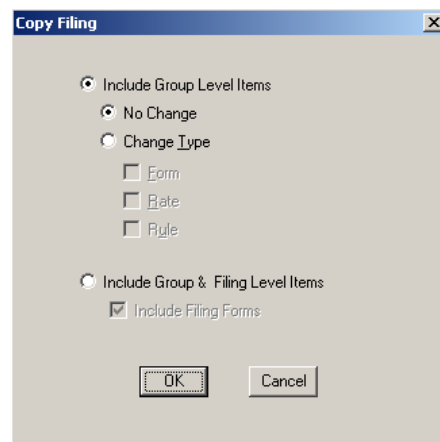 Copy Filing
Include Group Level Items
No Change
Change Type
Form
Rate
Rule
Include Group & Filing Level Items
Include Filing Forms
OK
Cancel